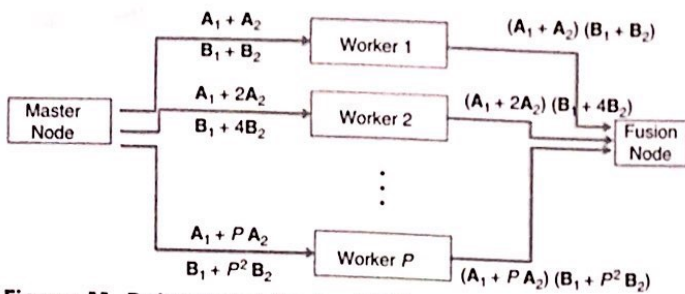 A₁ + A₂
B₁ + B₂
Worker 1
(A₁ + A₂) (B₁ + B₂)
Master
Node
A₁ + 2A₂
B₁ + 4B₂
Worker 2
(A₁ + 2A₂) (B₁ + 4B₂)
Fusion
Node
A₁ + P A₂
B₁ + P² B₂
Worker P
(A₁ + P A₂) (B₁ + P² B₂)